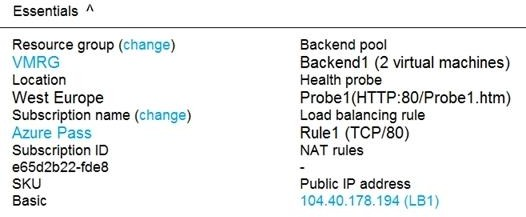 Essentials ^
Resource group (change)
VMRG
Location
West Europe
Subscription name (change)
Azure Pass
Subscription ID
e65d2b22-fde8
SKU
Basic
Backend pool
Backend1 (2 virtual machines)
Health probe
Probe1(HTTP:80/Probe1.htm)
Load balancing rule
Rule1 (TCP/80)
NAT rules
-
Public IP address
104.40.178.194 (LB1)